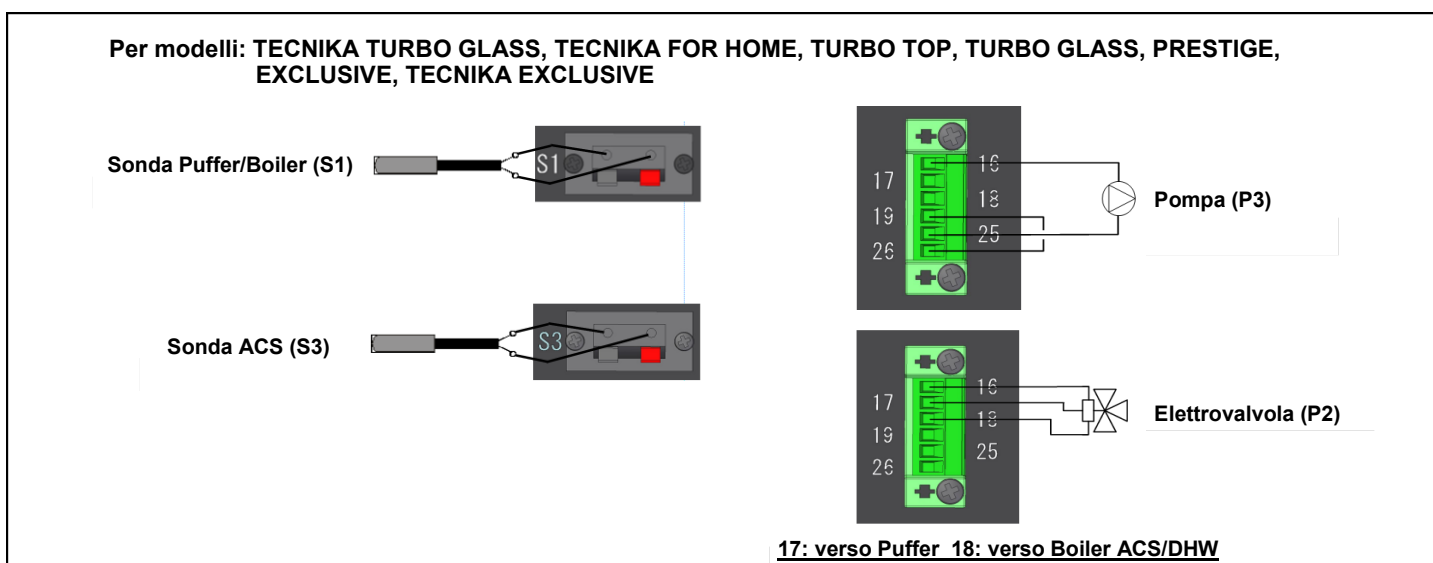 Per modelli: TECNIKA TURBO GLASS, TECNIKA FOR HOME, TURBO TOP, TURBO GLASS, PRESTIGE,
EXCLUSIVE, TECNIKA EXCLUSIVE
Sonda Puffer/Boiler (S1)
S1
16
17
18
19
25
26
Pompa (P3)
Sonda ACS (S3)
S3
16
17
18
19
25
26
Elettrovalvola (P2)
17: verso Puffer 18: verso Boiler ACS/DHW